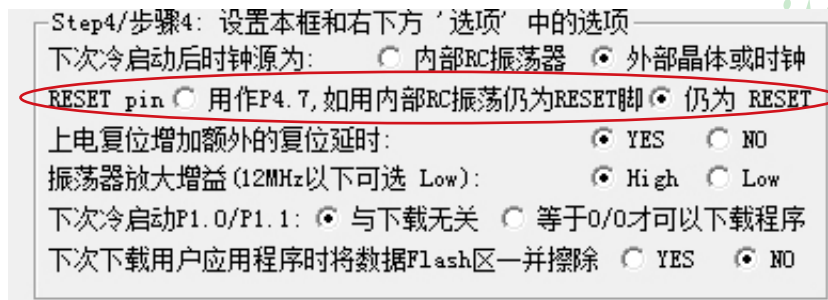 Step4/步骤4: 设置本框和右下方 '选项' 中的选项
下次冷启动后时钟源为: 内部RC振荡器 外部晶体或时钟
RESET pin 用作P4.7,如用内部RC振荡仍为RESET脚 仍为 RESET
上电复位增加额外的复位延时: YES NO
振荡器放大增益(12MHz以下可选 Low): High Low
下次冷启动P1.0/P1.1: 与下载无关 等于0/0才可以下载程序
下次下载用户应用程序时将数据Flash区一并擦除 YES NO